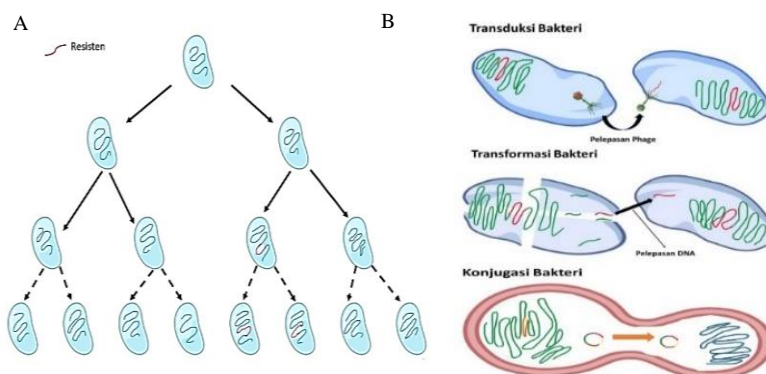 A
Resisten
B
Transduksi Bakteri
Pelepasan Phage
Transformasi Bakteri
Pelepasan DNA
Konjugasi Bakteri